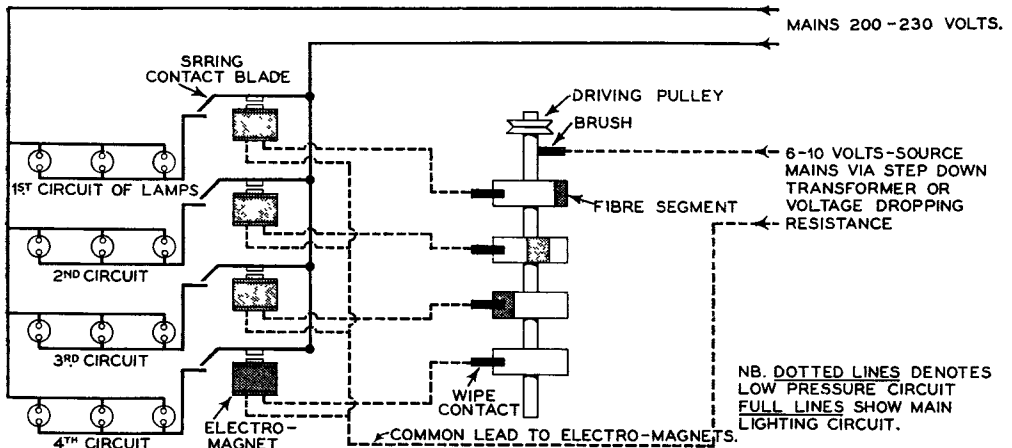 MAINS 200-230 VOLTS.
SRRING
CONTACT BLADE
DRIVING PULLEY
BRUSH
6-10 VOLTS-SOURCE
MAINS VIA STEP DOWN
TRANSFORMER OR
VOLTAGE DROPPING
RESISTANCE
FIBRE SEGMENT
1ST CIRCUIT OF LAMPS
2ND CIRCUIT
3RD CIRCUIT
4TH CIRCUIT
ELECTRO-
MAGNET
WIPE
CONTACT
COMMON LEAD TO ELECTRO-MAGNETS.
NB. DOTTED LINES DENOTES
LOW PRESSURE CIRCUIT
FULL LINES SHOW MAIN
LIGHTING CIRCUIT.